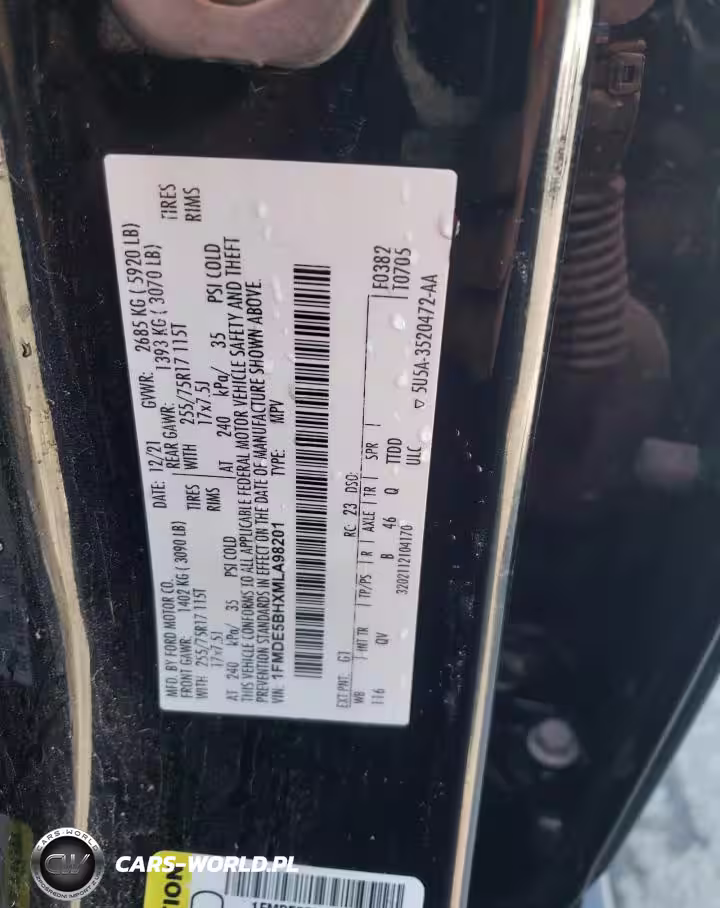 MFD. BY FORD MOTOR CO.
DATE: 12/21 GVWR: 2685 KG ( 5920 LB)
FRONT GAWR: 1402 KG ( 3090 LB)
REAR GAWR: 1393 KG ( 3070 LB)
WITH 255/75R17 115T TIRES
WITH 255/75R17 115T TIRES
17x7.5J RIMS
17x7.5J RIMS
AT 240 kPa/ 35 PSI COLD
AT 240 kPa/ 35 PSI COLD
THIS VEHICLE CONFORMS TO ALL APPLICABLE FEDERAL MOTOR VEHICLE SAFETY AND THEFT
PREVENTION STANDARDS IN EFFECT ON THE DATE OF MANUFACTURE SHOWN ABOVE.
VIN: 1FMDE5BHXMLA98201 TYPE: MPV
EXT PNT: G1 RC: 23 DSO: F0382
WB INT TR TP/PS R AXLE TR SPR T0705
116 QV B 46 Q TTDD
3202112104170 ULC ▽ 5U5A-3520472-AA
CARS-WORLD
CW
CARS-WORLD.PL